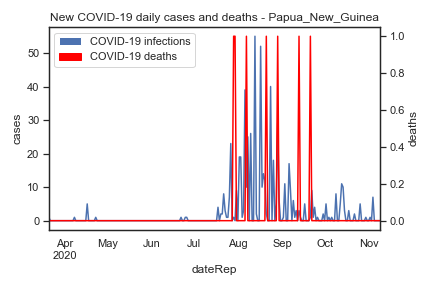 New COVID-19 daily cases and deaths - Papua_New_Guinea
COVID-19 infections
COVID-19 deaths
50
40
30
20
10
0
cases
1.0
0.8
0.6
0.4
0.2
0.0
deaths
Apr
2020
May
Jun
Jul
Aug
Sep
Oct
Nov
dateRep